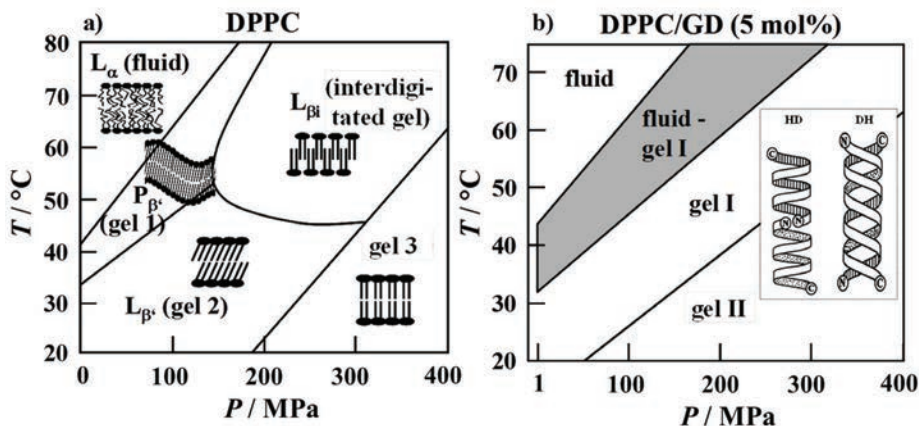 a)
DPPC
80
70
60
50
40
30
20
0
100
200
300
400
T / °C
P / MPa
Lα (fluid)
Lβi (interdigi-
tated gel)
Pβ‘
(gel 1)
Lβ‘ (gel 2)
gel 3
b)
DPPC/GD (5 mol%)
70
60
50
40
30
20
1
100
200
300
400
T / °C
P / MPa
fluid
fluid -
gel I
gel I
gel II
HD
DH
C
N N
C
N C
N C